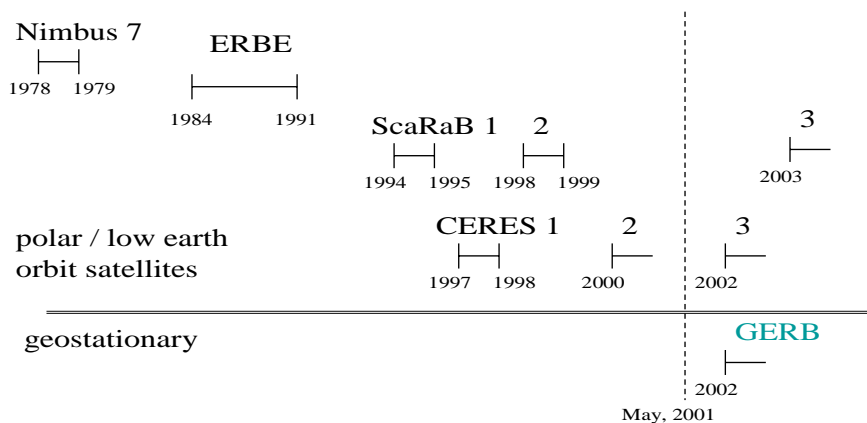 Nimbus 7
ERBE
1978 1979
1984 1991
ScaRaB 1 2 3
1994 1995 1998 1999 2003
CERES 1 2 3
polar / low earth
orbit satellites
1997 1998 2000 2002
geostationary
GERB
2002
May, 2001